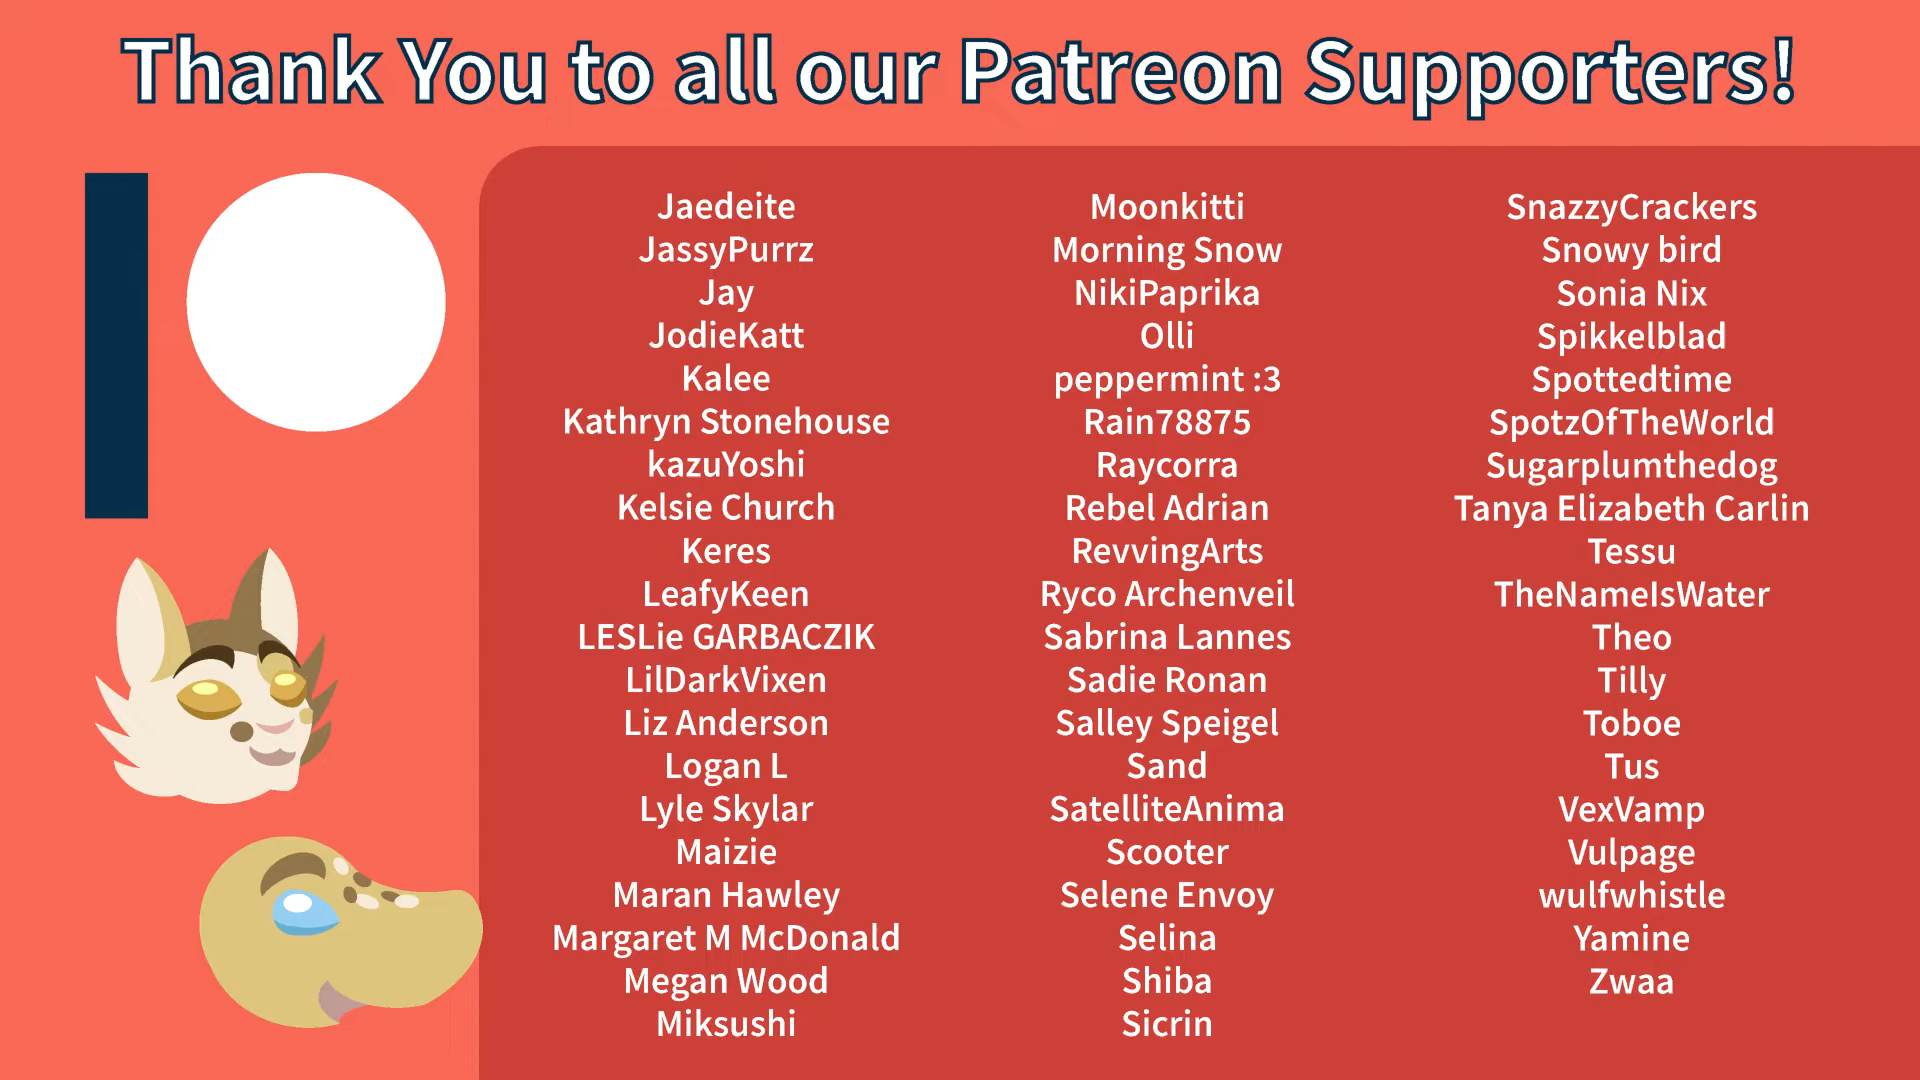 Thank You to all our Patreon Supporters!
Jaedeite
JassyPurrz
Jay
JodieKatt
Kalee
Kathryn Stonehouse
kazuYoshi
Kelsie Church
Keres
LeafyKeen
LESLie GARBACZIK
LilDarkVixen
Liz Anderson
Logan L
Lyle Skylar
Maizie
Maran Hawley
Margaret M McDonald
Megan Wood
Miksushi
Moonkitti
Morning Snow
NikiPaprika
Olli
peppermint :3
Rain78875
Raycorra
Rebel Adrian
RevvingArts
Ryco Archenveil
Sabrina Lannes
Sadie Ronan
Salley Speigel
Sand
SatelliteAnima
Scooter
Selene Envoy
Selina
Shiba
Sicrin
SnazzyCrackers
Snowy bird
Sonia Nix
Spikkelblad
Spottedtime
SpotzOfTheWorld
Sugarplumthedog
Tanya Elizabeth Carlin
Tessu
TheNameIsWater
Theo
Tilly
Toboe
Tus
VexVamp
Vulpage
wulfwhistle
Yamine
Zwaa